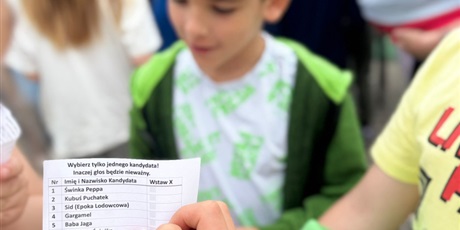 Wybierz tylko jednego kandydata!
Inaczej głos będzie nieważny.
Nr Imię i Nazwisko Kandydata Wstaw X
1 Świnka Peppa
2 Kubuś Puchatek
3 Sid (Epoka Lodowcowa)
4 Gargamel
5 Baba Jaga